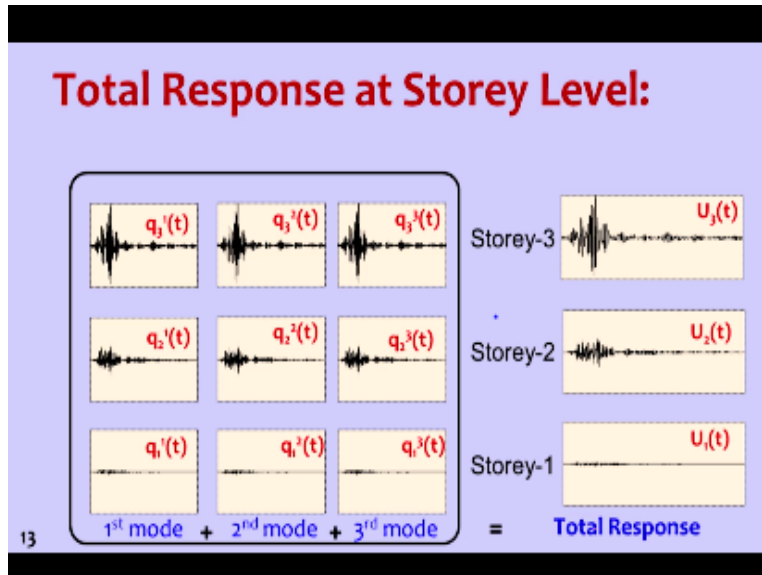 Total Response at Storey Level:
q₃¹(t) q₃²(t) q₃³(t) Storey-3 U₃(t)
q₂¹(t) q₂²(t) q₂³(t) Storey-2 U₂(t)
q₁¹(t) q₁²(t) q₁³(t) Storey-1 U₁(t)
1st mode + 2nd mode + 3rd mode = Total Response
13